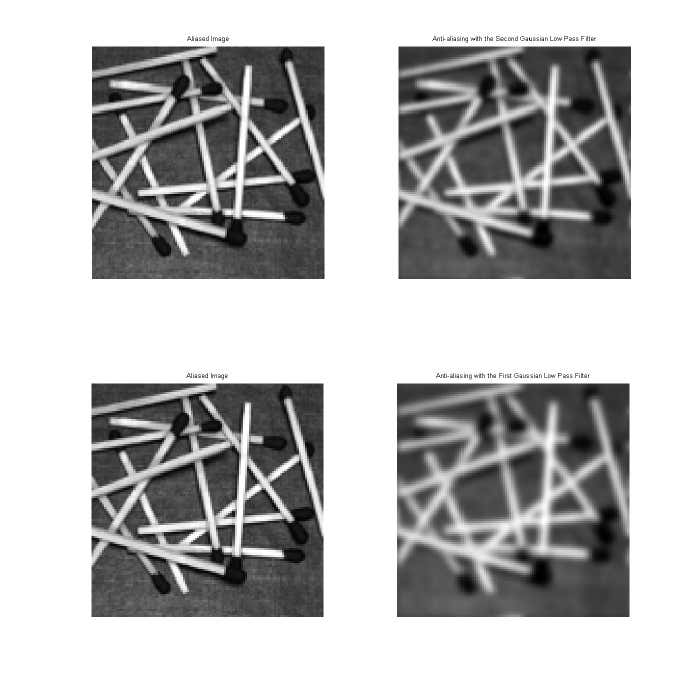 Aliased Image
Anti-aliasing with the Second Gaussian Low Pass Filter
Aliased Image
Anti-aliasing with the First Gaussian Low Pass Filter